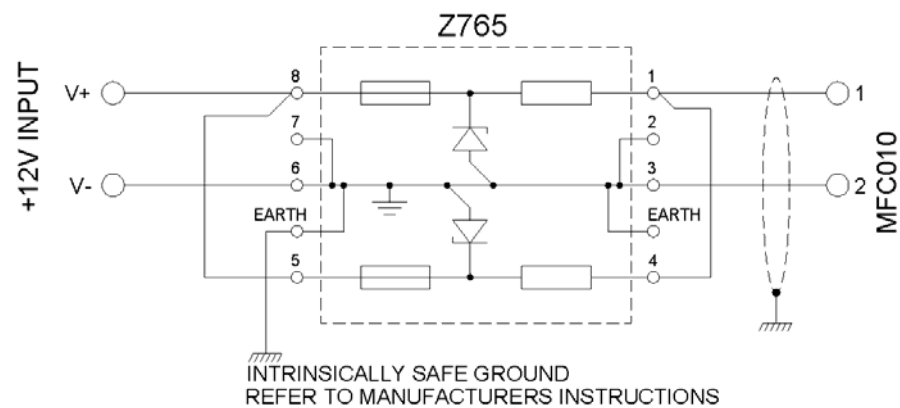 Z765
+12V INPUT
V+
8
1
1
7
2
V-
6
3
2
MFC010
EARTH
EARTH
5
4
INTRINSICALLY SAFE GROUND
REFER TO MANUFACTURERS INSTRUCTIONS